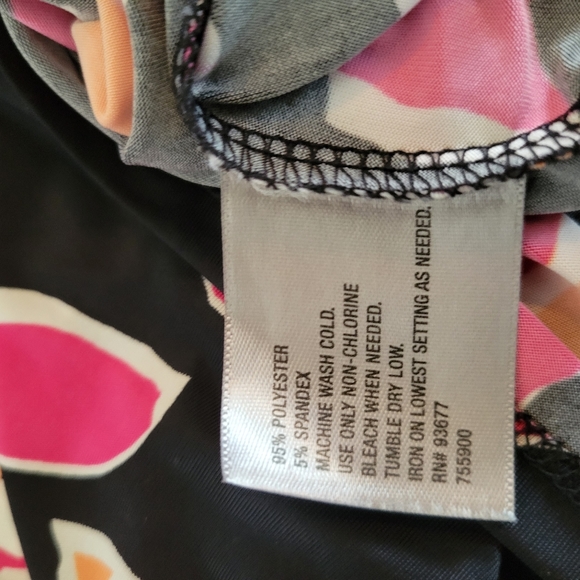 95% POLYESTER
5% SPANDEX
MACHINE WASH COLD.
USE ONLY NON-CHLORINE
BLEACH WHEN NEEDED.
TUMBLE DRY LOW.
IRON ON LOWEST SETTING AS NEEDED.
RN# 93677
755900